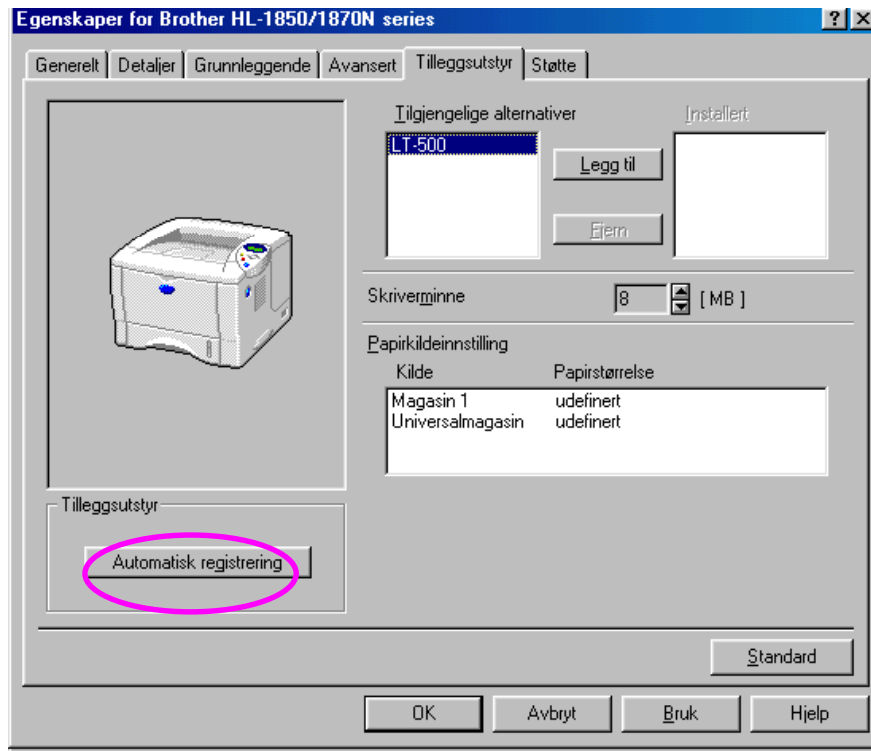 Egenskaper for Brother HL-1850/1870N series
Generelt Detaljer Grunnleggende Avansert Tilleggsutstyr Støtte
Tilgjengelige alternativer Installert
LT-500
Legg til
Fjern
Skriverminne 8 [ MB ]
Papirkildeinnstilling
Kilde Papirstørrelse
Magasin 1 udefinert
Universalmagasin udefinert
Tilleggsutstyr
Automatisk registrering
Standard
OK Avbryt Bruk Hjelp